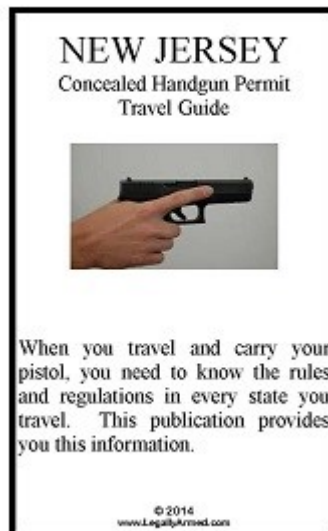 NEW JERSEY
Concealed Handgun Permit
Travel Guide
When you travel and carry your
pistol, you need to know the rules
and regulations in every state you
travel. This publication provides
you this information.
© 2014
www.LegallyArmed.com